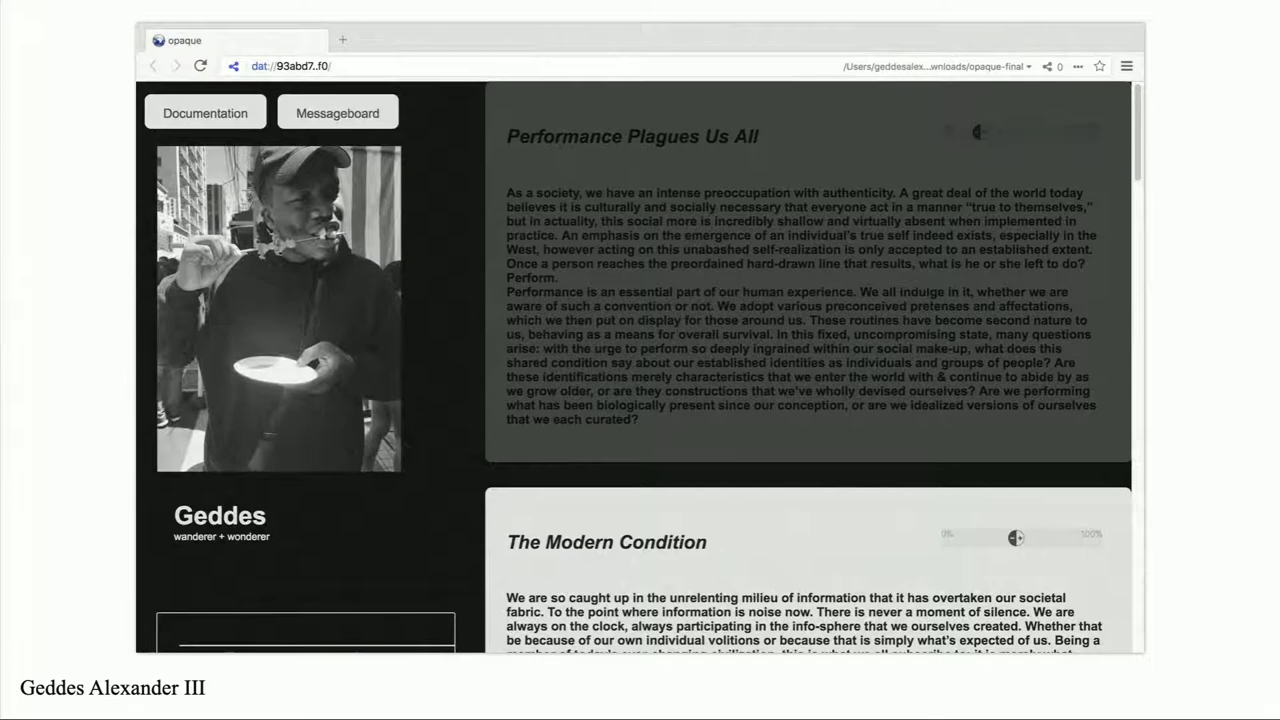 opaque
dat://93abd7..f0/
/Users/geddesalex...wnloads/opaque-final
0
Documentation
Messageboard
Geddes
wanderer + wonderer
Performance Plagues Us All
As a society, we have an intense preoccupation with authenticity. A great deal of the world today
believes it is culturally and socially necessary that everyone act in a manner “true to themselves,”
but in actuality, this social more is incredibly shallow and virtually absent when implemented in
practice. An emphasis on the emergence of an individual's true self indeed exists, especially in the
West, however acting on this unabashed self-realization is only accepted to an established extent.
Once a person reaches the preordained hard-drawn line that results, what is he or she left to do?
Perform.
Performance is an essential part of our human experience. We all indulge in it, whether we are
aware of such a convention or not. We adopt various preconceived pretenses and affectations,
which we then put on display for those around us. These routines have become second nature to
us, behaving as a means for overall survival. In this fixed, uncompromising state, many questions
arise: with the urge to perform so deeply ingrained within our social make-up, what does this
shared condition say about our established identities as individuals and groups of people? Are
these identifications merely characteristics that we enter the world with & continue to abide by as
we grow older, or are they constructions that we've wholly devised ourselves? Are we performing
what has been biologically present since our conception, or are we idealized versions of ourselves
that we each curated?
The Modern Condition
0%
100%
We are so caught up in the unrelenting milieu of information that it has overtaken our societal
fabric. To the point where information is noise now. There is never a moment of silence. We are
always on the clock, always participating in the info-sphere that we ourselves created. Whether that
be because of our own individual volitions or because that is simply what's expected of us. Being a
Geddes Alexander III